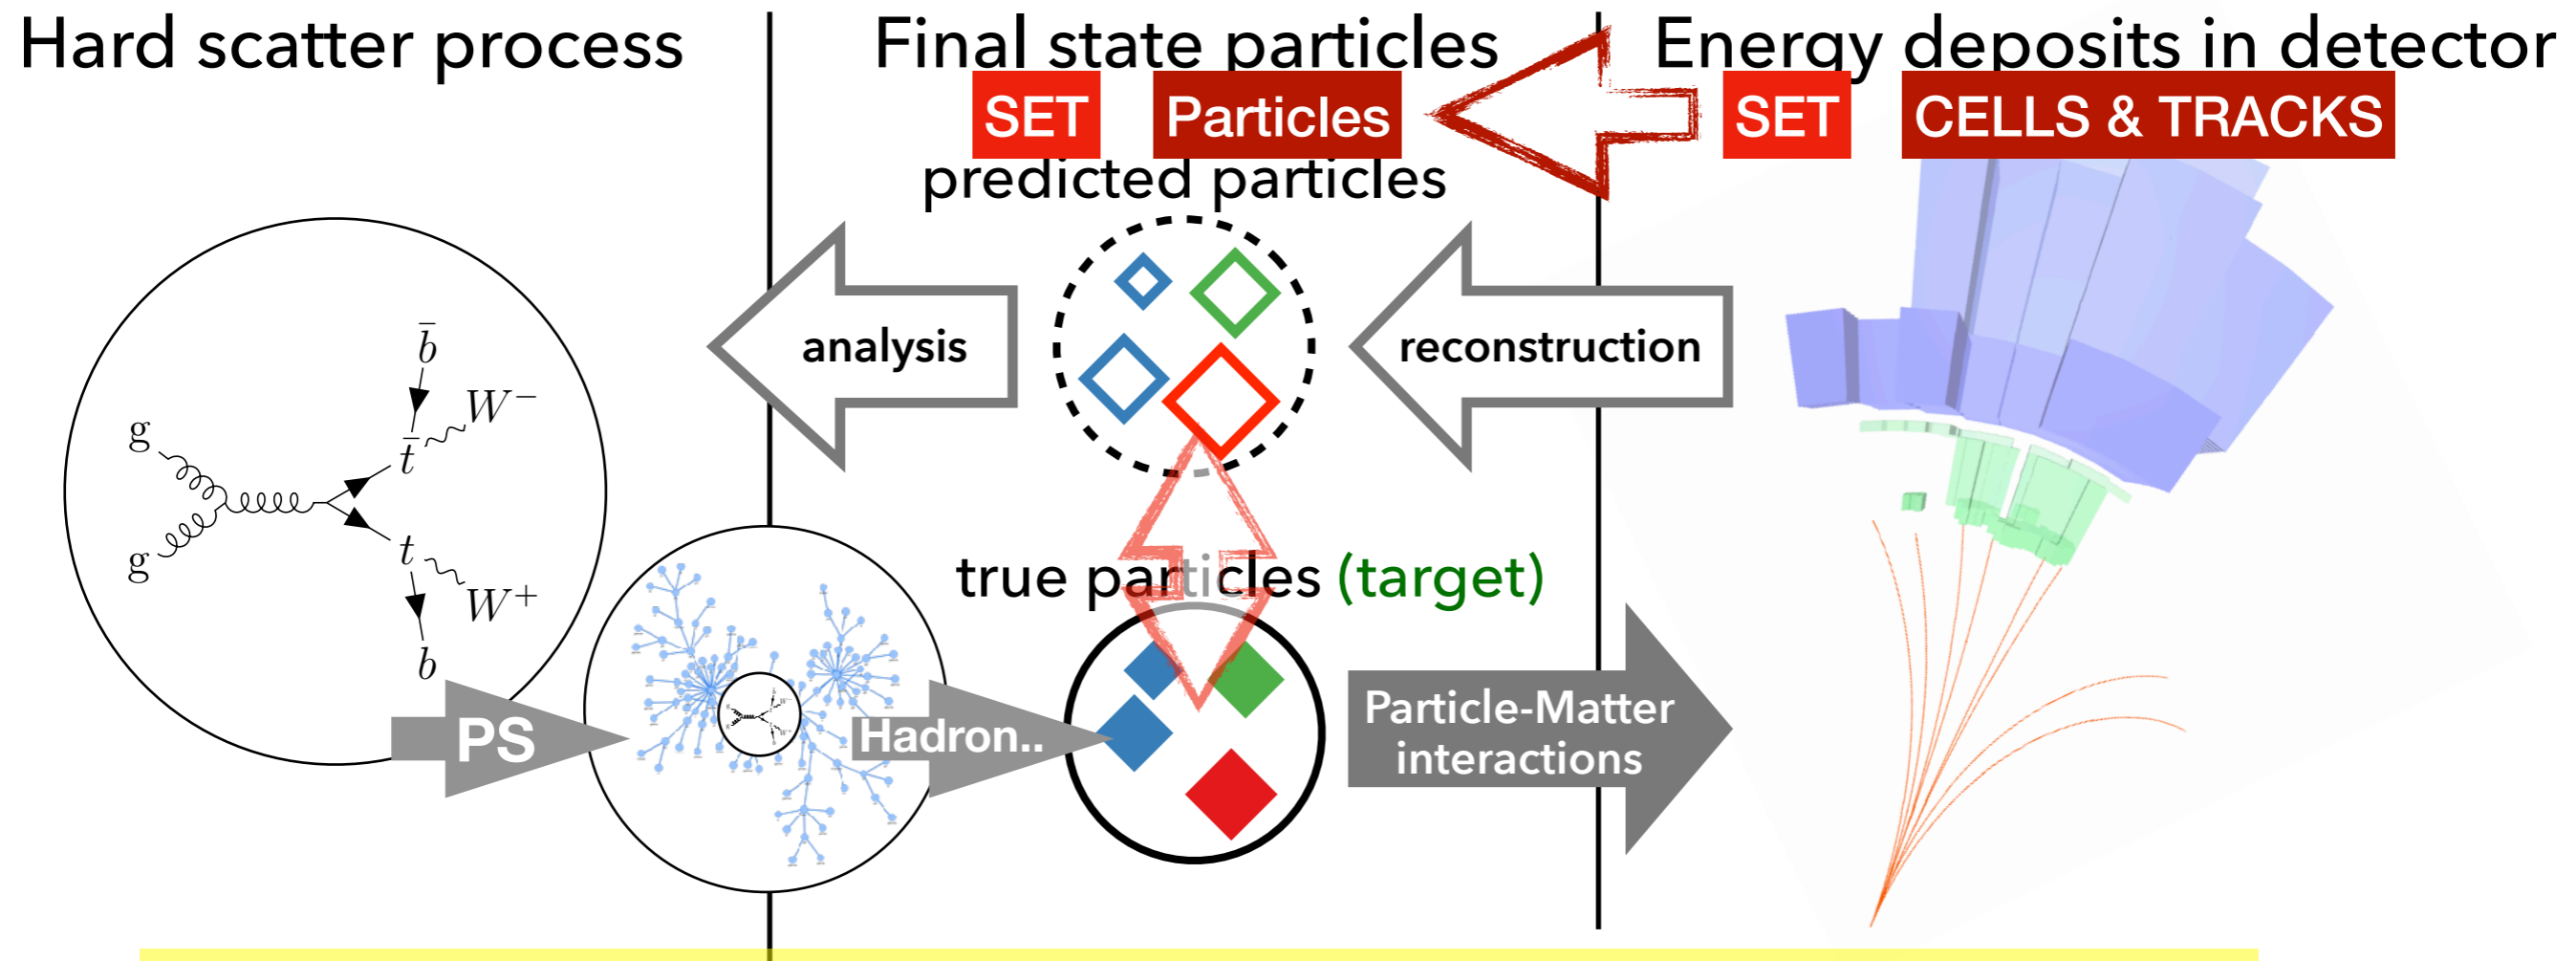 Hard scatter process
Final state particles
Energy deposits in detector
SET Particles
SET CELLS & TRACKS
predicted particles
analysis
reconstruction
b̄
W⁻
g
t̄
g
t
W⁺
b
true particles (target)
PS
Hadron..
Particle-Matter
interactions